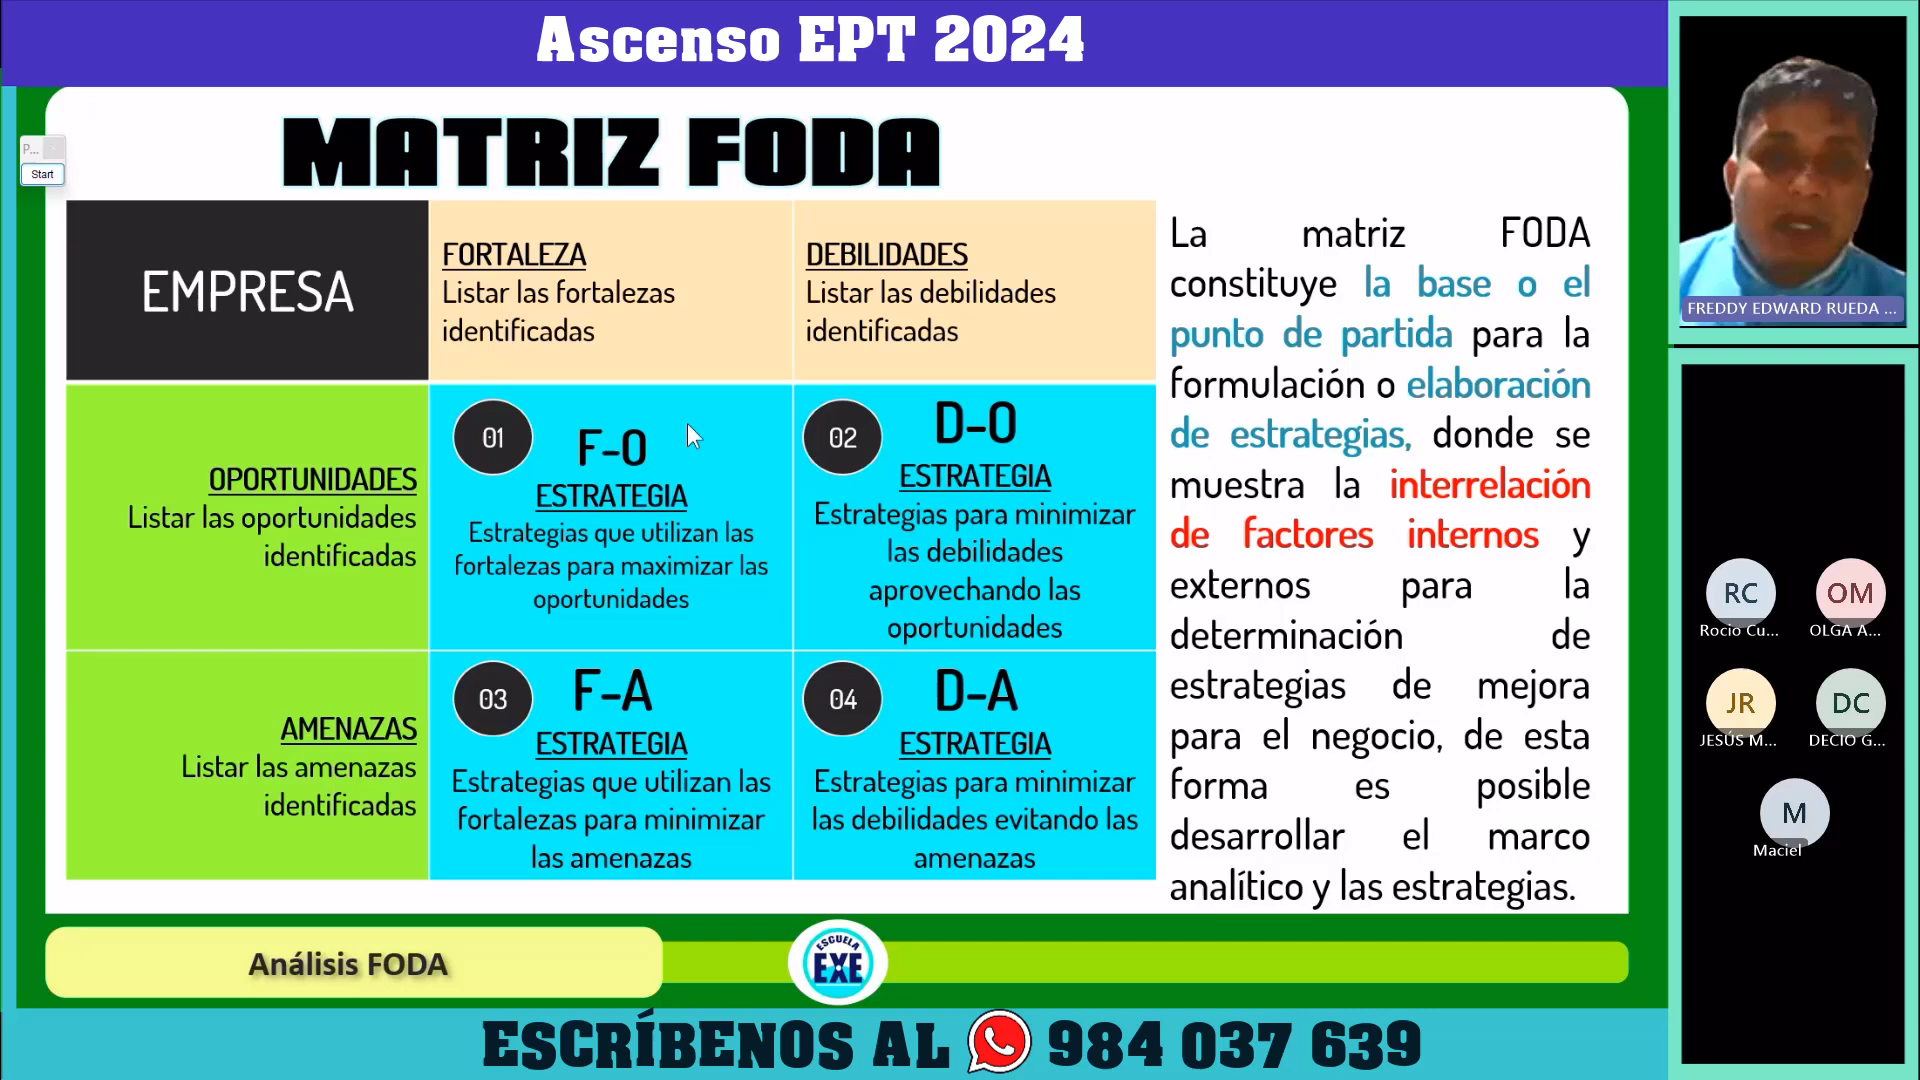 Ascenso EPT 2024
MATRIZ FODA
P...
Start
EMPRESA
FORTALEZA
Listar las fortalezas
identificadas
DEBILIDADES
Listar las debilidades
identificadas
OPORTUNIDADES
Listar las oportunidades
identificadas
01
F-O
ESTRATEGIA
Estrategias que utilizan las
fortalezas para maximizar las
oportunidades
02
D-O
ESTRATEGIA
Estrategias para minimizar
las debilidades
aprovechando las
oportunidades
AMENAZAS
Listar las amenazas
identificadas
03
F-A
ESTRATEGIA
Estrategias que utilizan las
fortalezas para minimizar
las amenazas
04
D-A
ESTRATEGIA
Estrategias para minimizar
las debilidades evitando las
amenazas
La matriz FODA
constituye la base o el
punto de partida para la
formulación o elaboración
de estrategias, donde se
muestra la interrelación
de factores internos y
externos para la
determinación de
estrategias de mejora
para el negocio, de esta
forma es posible
desarrollar el marco
analítico y las estrategias.
Análisis FODA
ESCUELA
EXE
ESCRÍBENOS AL 984 037 639
FREDDY EDWARD RUEDA ...
RC
Rocio Cu...
OM
OLGA A...
JR
JESÚS M...
DC
DECIO G...
M
Maciel